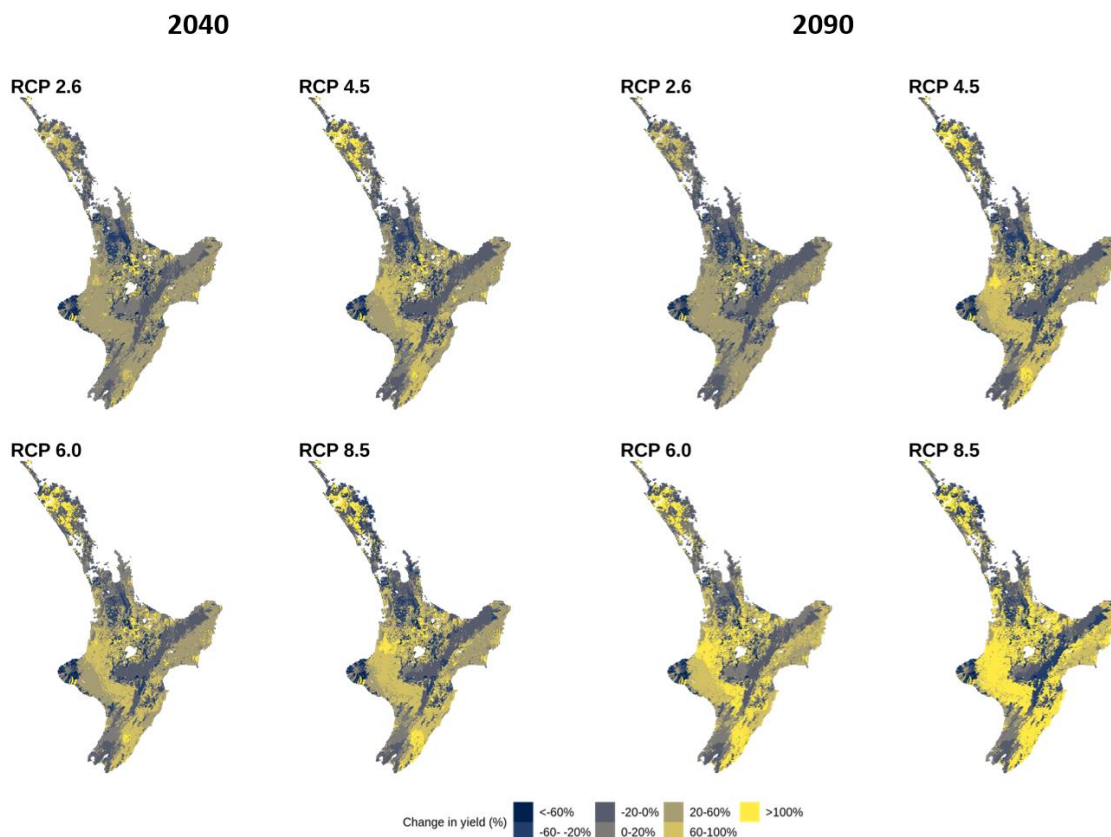 2040
2090
RCP 2.6
RCP 4.5
RCP 2.6
RCP 4.5
RCP 6.0
RCP 8.5
RCP 6.0
RCP 8.5
Change in yield (%)
<-60%
-20-0%
20-60%
>100%
-60- -20%
0-20%
60-100%